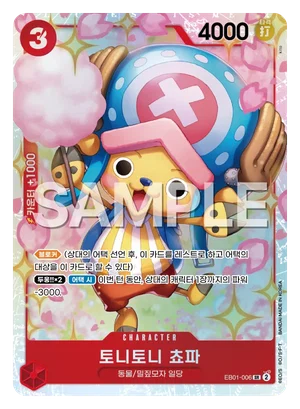 3
4000
打
카운터 +1000
SAMPLE
블로커 (상대의 어택 선언 후, 이 카드를 레스트로 하고 어택의
대상을 이 카드로 할 수 있다)
두웅!!×2 어택 시 이번 턴 동안, 상대의 캐릭터 1장까지의 파워
-3000.
CHARACTER
토니토니 쵸파
동물/밀짚모자 일당
EB01-006 2